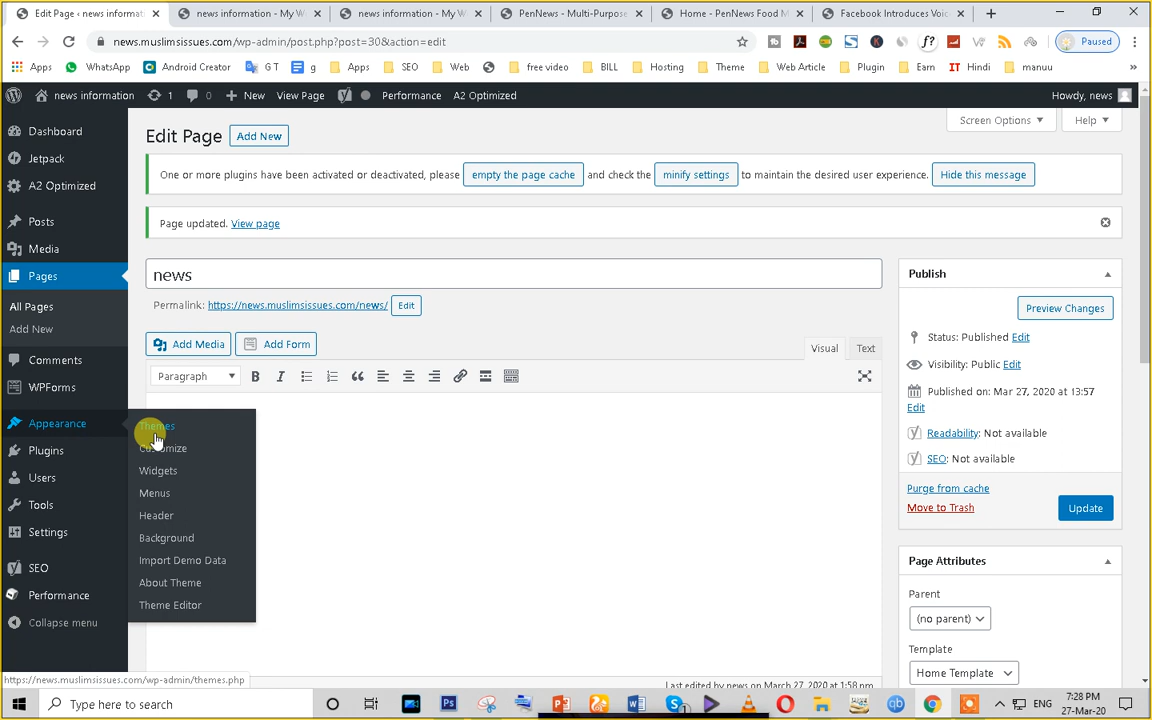 Edit Page ‹ news informati
news information - My W
news information - My W
PenNews - Multi-Purpose
Home - PenNews Food M
Facebook Introduces Voic
news.muslimsissues.com/wp-admin/post.php?post=30&action=edit
Paused
Apps
WhatsApp
Android Creator
G T
g
Apps
SEO
Web
free video
BILL
Hosting
Theme
Web Article
Plugin
Earn
IT Hindi
manuu
»
news information
1
0
New
View Page
Performance
A2 Optimized
Howdy, news
Dashboard
Jetpack
A2 Optimized
Posts
Media
Pages
All Pages
Add New
Comments
WPForms
Appearance
Plugins
Users
Tools
Settings
SEO
Performance
Collapse menu
Themes
Customize
Widgets
Menus
Header
Background
Import Demo Data
About Theme
Theme Editor
Screen Options
Help
Edit Page
Add New
One or more plugins have been activated or deactivated, please empty the page cache and check the minify settings to maintain the desired user experience. Hide this message
Page updated. View page
news
Permalink: https://news.muslimsissues.com/news/ Edit
Add Media
Add Form
Visual
Text
Paragraph
Last edited by news on March 27, 2020 at 1:58 pm
Publish
Preview Changes
Status: Published Edit
Visibility: Public Edit
Published on: Mar 27, 2020 at 13:57
Edit
Readability: Not available
SEO: Not available
Purge from cache
Move to Trash
Update
Page Attributes
Parent
(no parent)
Template
Home Template
https://news.muslimsissues.com/wp-admin/themes.php
Type here to search
ENG
7:28 PM
27-Mar-20